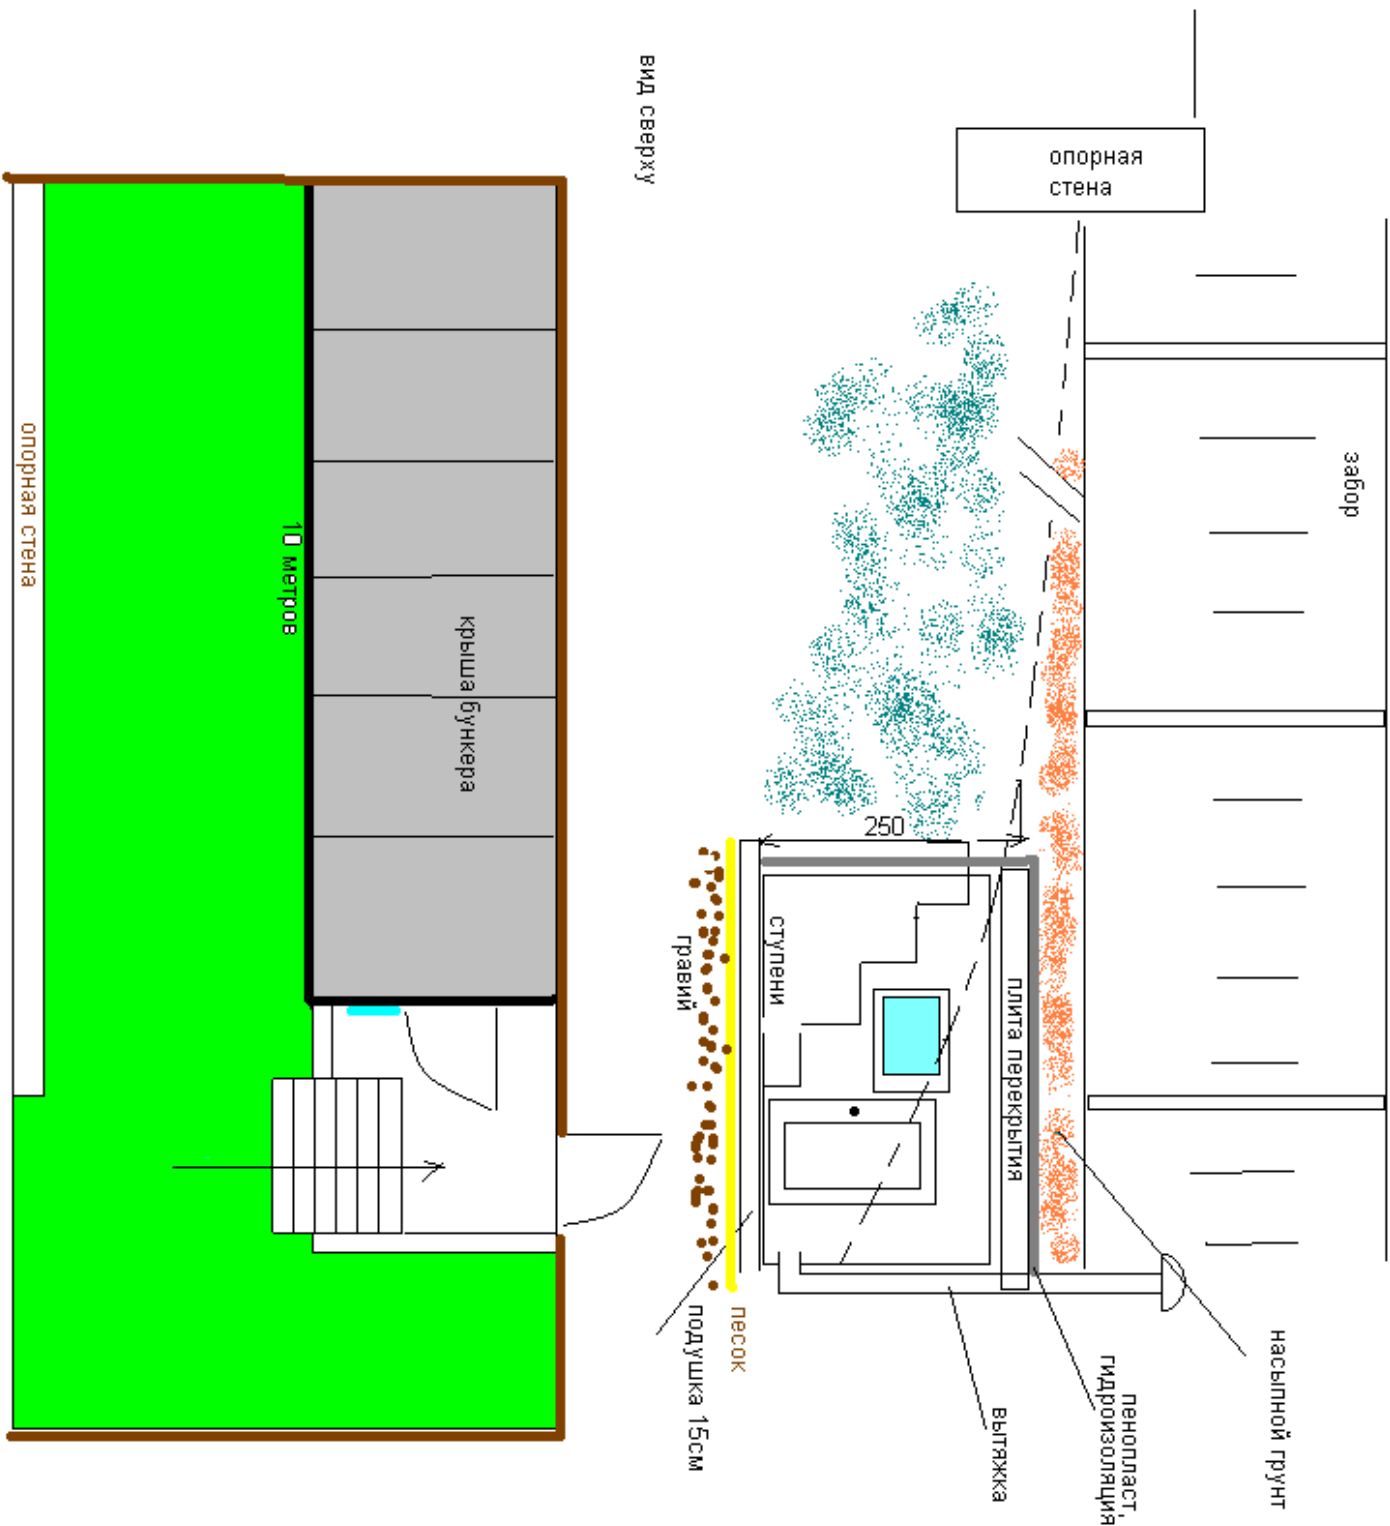 забор
опорная
стена
насыпной грунт
плита перекрытия
пенопласт,
гидроизоляция
250
вытяжка
ступени
песок
гравий
подушка 15см
вид сверху
крыша бункера
10 метров
опорная стена